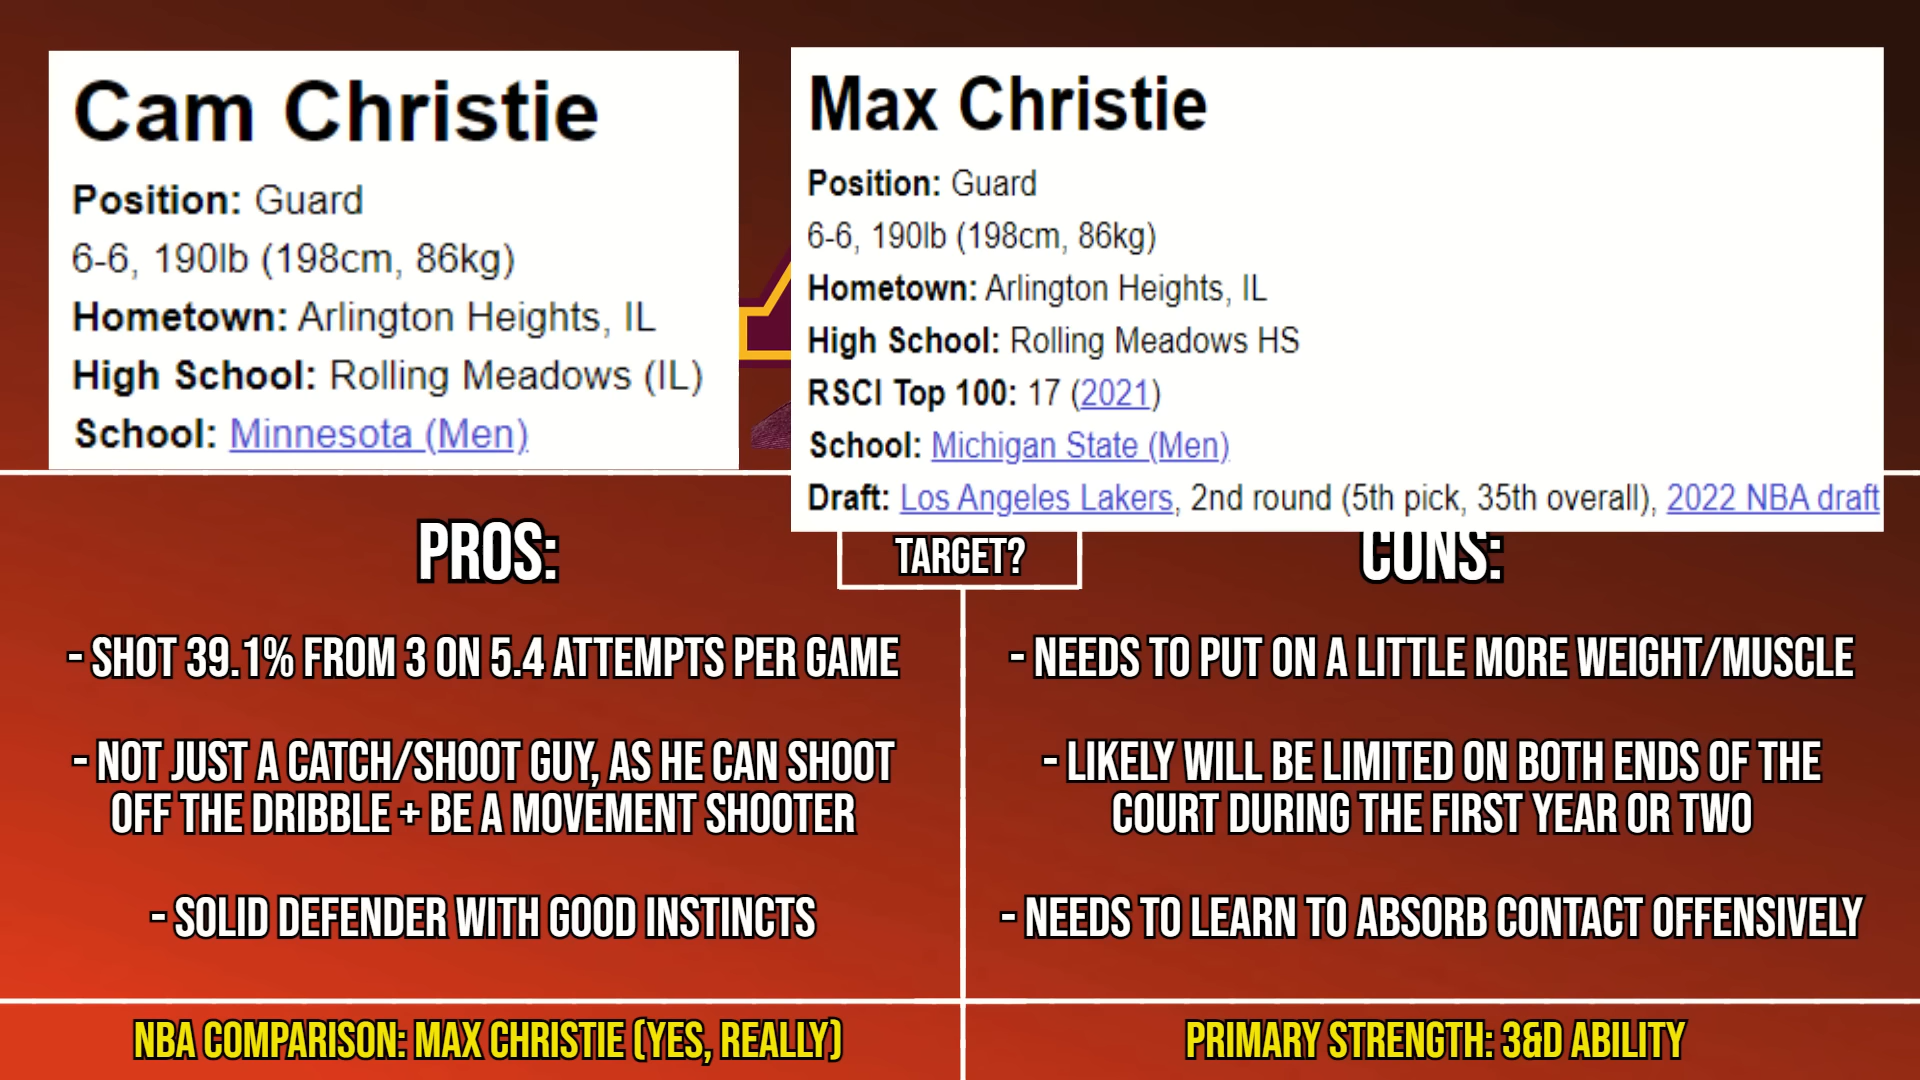 Cam Christie
Position: Guard
6-6, 190lb (198cm, 86kg)
Hometown: Arlington Heights, IL
High School: Rolling Meadows (IL)
School: Minnesota (Men)
Max Christie
Position: Guard
6-6, 190lb (198cm, 86kg)
Hometown: Arlington Heights, IL
High School: Rolling Meadows HS
RSCI Top 100: 17 (2021)
School: Michigan State (Men)
Draft: Los Angeles Lakers, 2nd round (5th pick, 35th overall), 2022 NBA draft
TARGET?
PROS:
- SHOT 39.1% FROM 3 ON 5.4 ATTEMPTS PER GAME
- NOT JUST A CATCH/SHOOT GUY, AS HE CAN SHOOT
OFF THE DRIBBLE + BE A MOVEMENT SHOOTER
- SOLID DEFENDER WITH GOOD INSTINCTS
CONS:
- NEEDS TO PUT ON A LITTLE MORE WEIGHT/MUSCLE
- LIKELY WILL BE LIMITED ON BOTH ENDS OF THE
COURT DURING THE FIRST YEAR OR TWO
- NEEDS TO LEARN TO ABSORB CONTACT OFFENSIVELY
NBA COMPARISON: MAX CHRISTIE (YES, REALLY)
PRIMARY STRENGTH: 3&D ABILITY